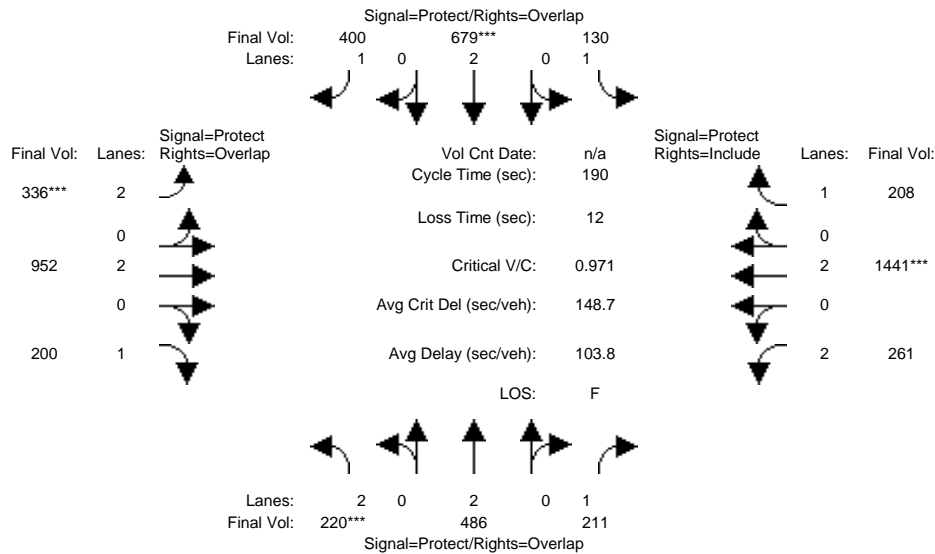 Signal=Protect/Rights=Overlap
Final Vol: 400 679*** 130
Lanes: 1 0 2 0 1
Signal=Protect Signal=Protect
Final Vol: Lanes: Rights=Overlap Vol Cnt Date: n/a Rights=Include Lanes: Final Vol:
Cycle Time (sec): 190
336*** 2 1 208
Loss Time (sec): 12
0 0
952 2 Critical V/C: 0.971 2 1441***
0 Avg Crit Del (sec/veh): 148.7 0
200 1 Avg Delay (sec/veh): 103.8 2 261
LOS: F
Lanes: 2 0 2 0 1
Final Vol: 220*** 486 211
Signal=Protect/Rights=Overlap